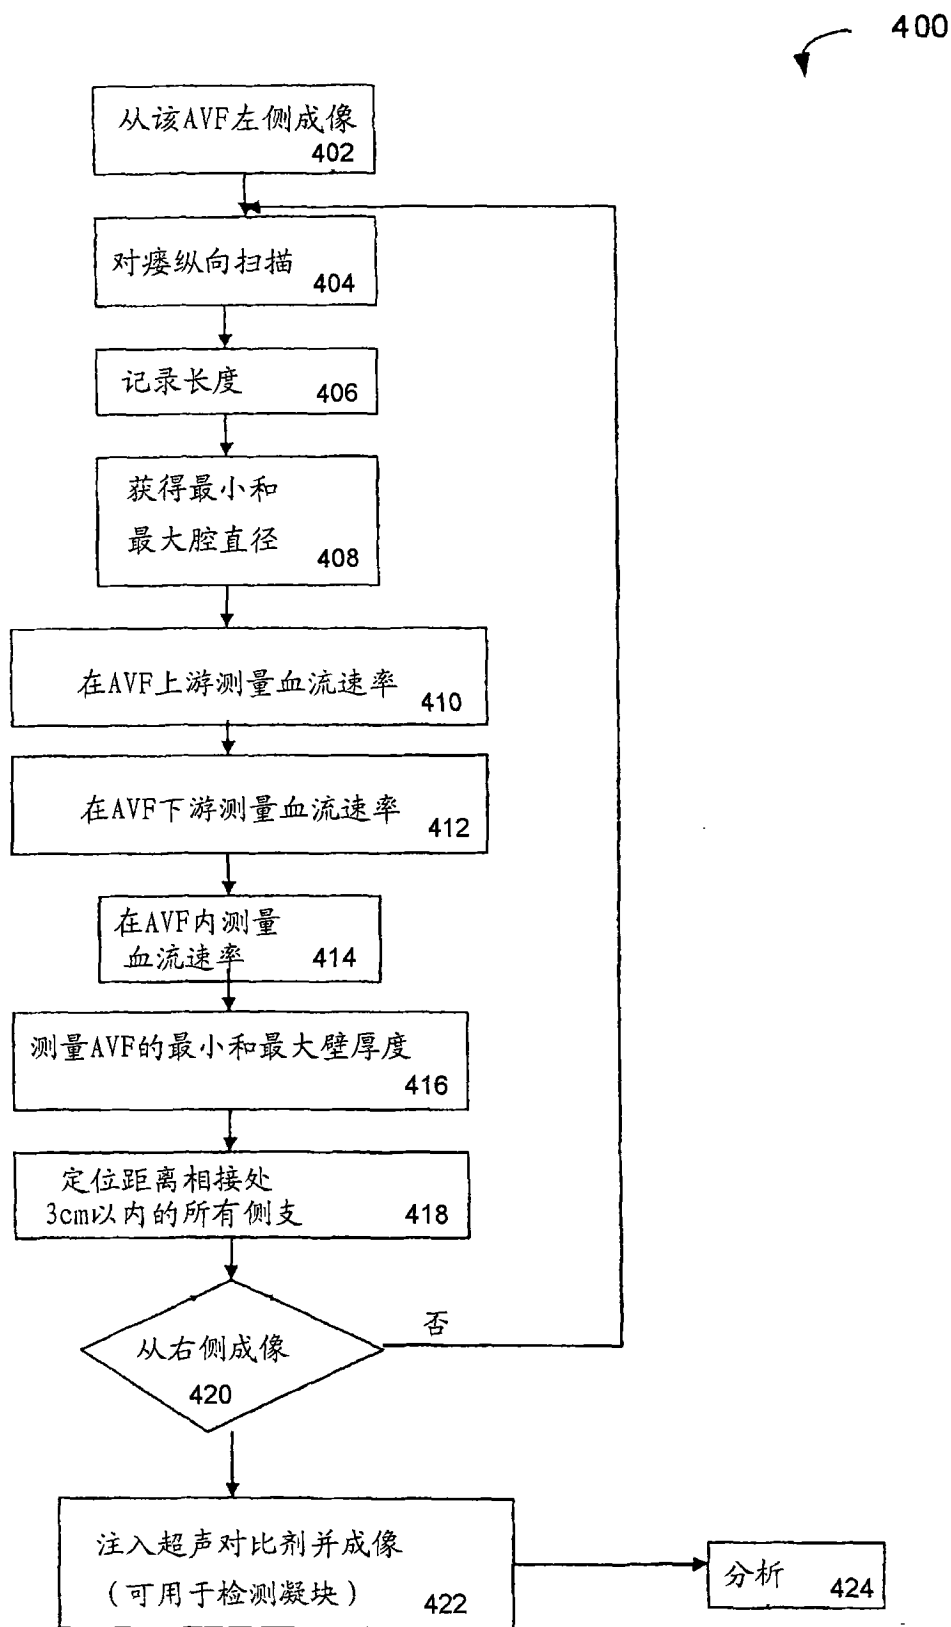 400
从该AVF左侧成像
402
对瘘纵向扫描
404
记录长度
406
获得最小和
最大腔直径
408
在AVF上游测量血流速率
410
在AVF下游测量血流速率
412
在AVF内测量
血流速率
414
测量AVF的最小和最大壁厚度
416
定位距离相接处
3cm以内的所有侧支
418
否
从右侧成像
420
注入超声对比剂并成像
(可用于检测凝块)
422
分析
424